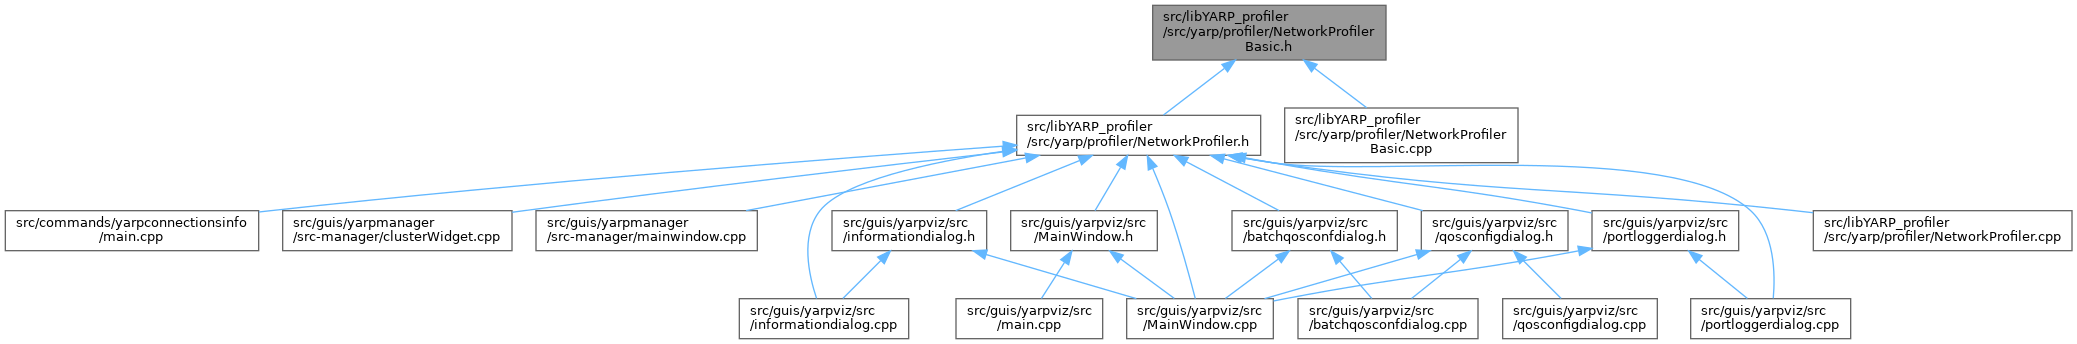 src/libYARP_profiler
/src/yarp/profiler/NetworkProfiler
Basic.h
src/libYARP_profiler
/src/yarp/profiler/NetworkProfiler.h
src/libYARP_profiler
/src/yarp/profiler/NetworkProfiler
Basic.cpp
src/commands/yarpconnectionsinfo
/main.cpp
src/guis/yarpmanager
/src-manager/clusterWidget.cpp
src/guis/yarpmanager
/src-manager/mainwindow.cpp
src/guis/yarpviz/src
/informationdialog.h
src/guis/yarpviz/src
/MainWindow.h
src/guis/yarpviz/src
/batchqosconfdialog.h
src/guis/yarpviz/src
/qosconfigdialog.h
src/guis/yarpviz/src
/portloggerdialog.h
src/libYARP_profiler
/src/yarp/profiler/NetworkProfiler.cpp
src/guis/yarpviz/src
/informationdialog.cpp
src/guis/yarpviz/src
/main.cpp
src/guis/yarpviz/src
/MainWindow.cpp
src/guis/yarpviz/src
/batchqosconfdialog.cpp
src/guis/yarpviz/src
/qosconfigdialog.cpp
src/guis/yarpviz/src
/portloggerdialog.cpp